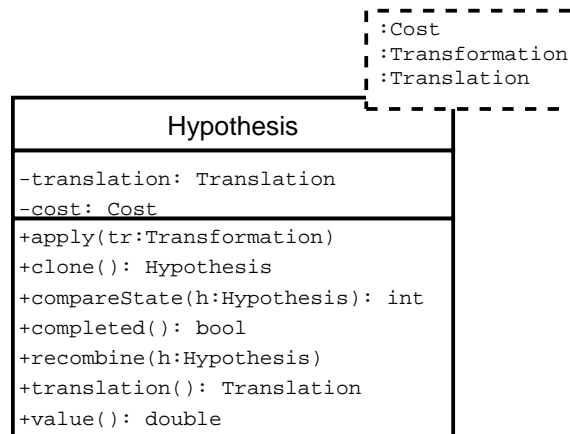 :Cost
:Transformation
:Translation
Hypothesis
-translation: Translation
-cost: Cost
+apply(tr:Transformation)
+clone(): Hypothesis
+compareState(h:Hypothesis): int
+completed(): bool
+recombine(h:Hypothesis)
+translation(): Translation
+value(): double